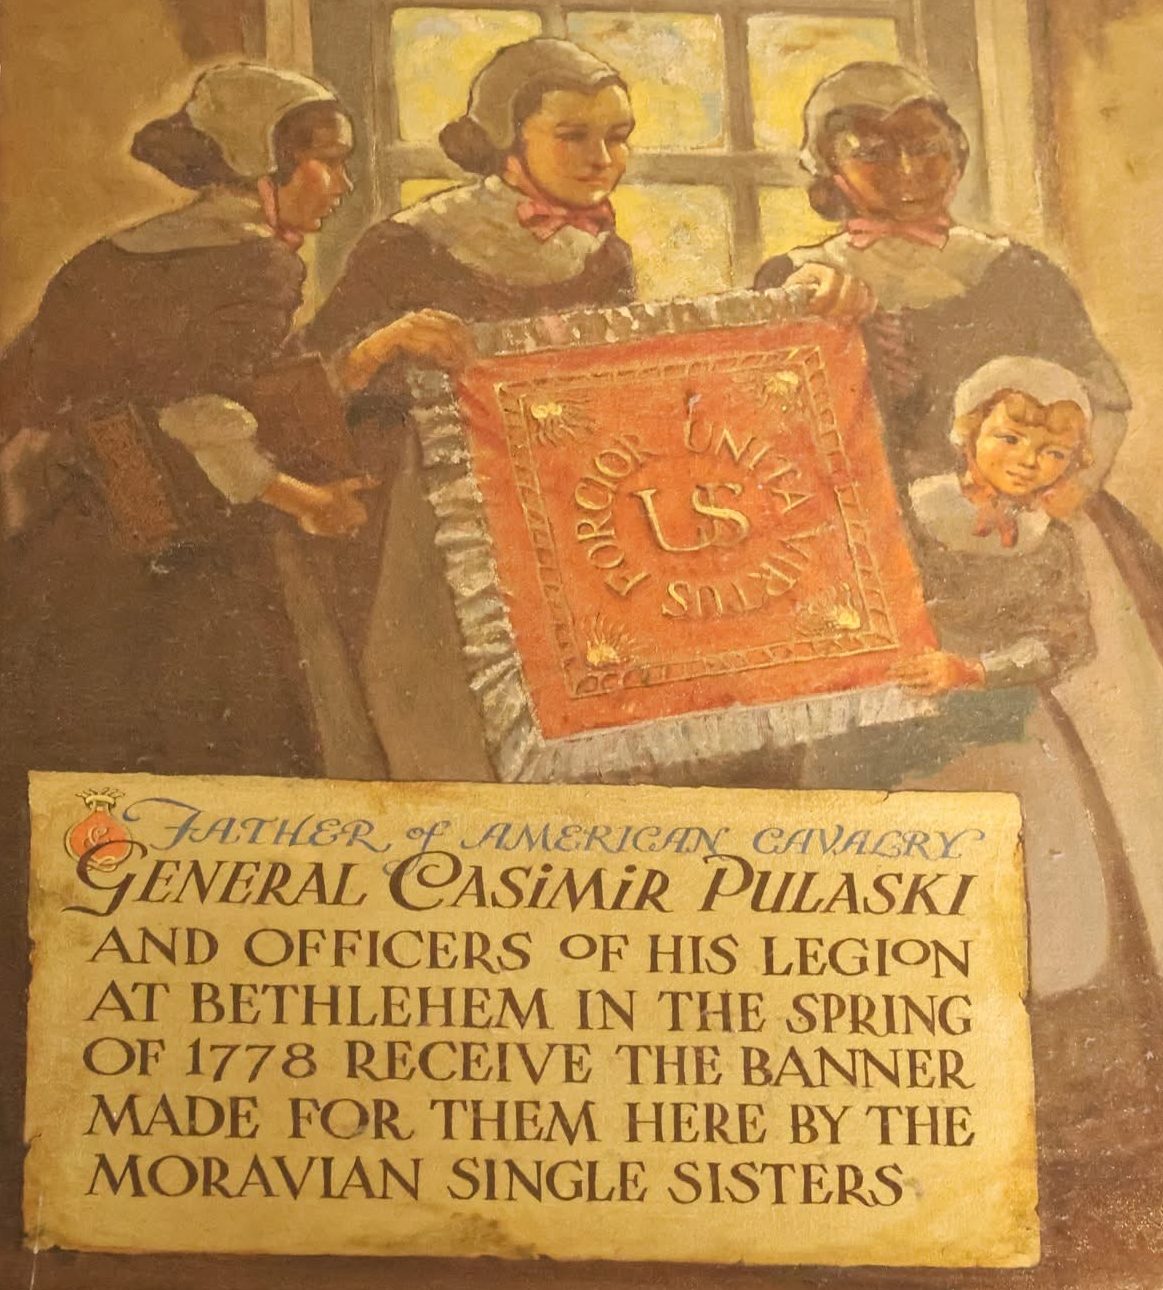 UNITA VIRTUS FORCIOR
US
FATHER of AMERICAN CAVALRY
GENERAL CASiMiR PULASKI
AND OFFICERS OF HIS LEGION
AT BETHLEHEM IN THE SPRING
OF 1778 RECEIVE THE BANNER
MADE FOR THEM HERE BY THE
MORAVIAN SINGLE SISTERS